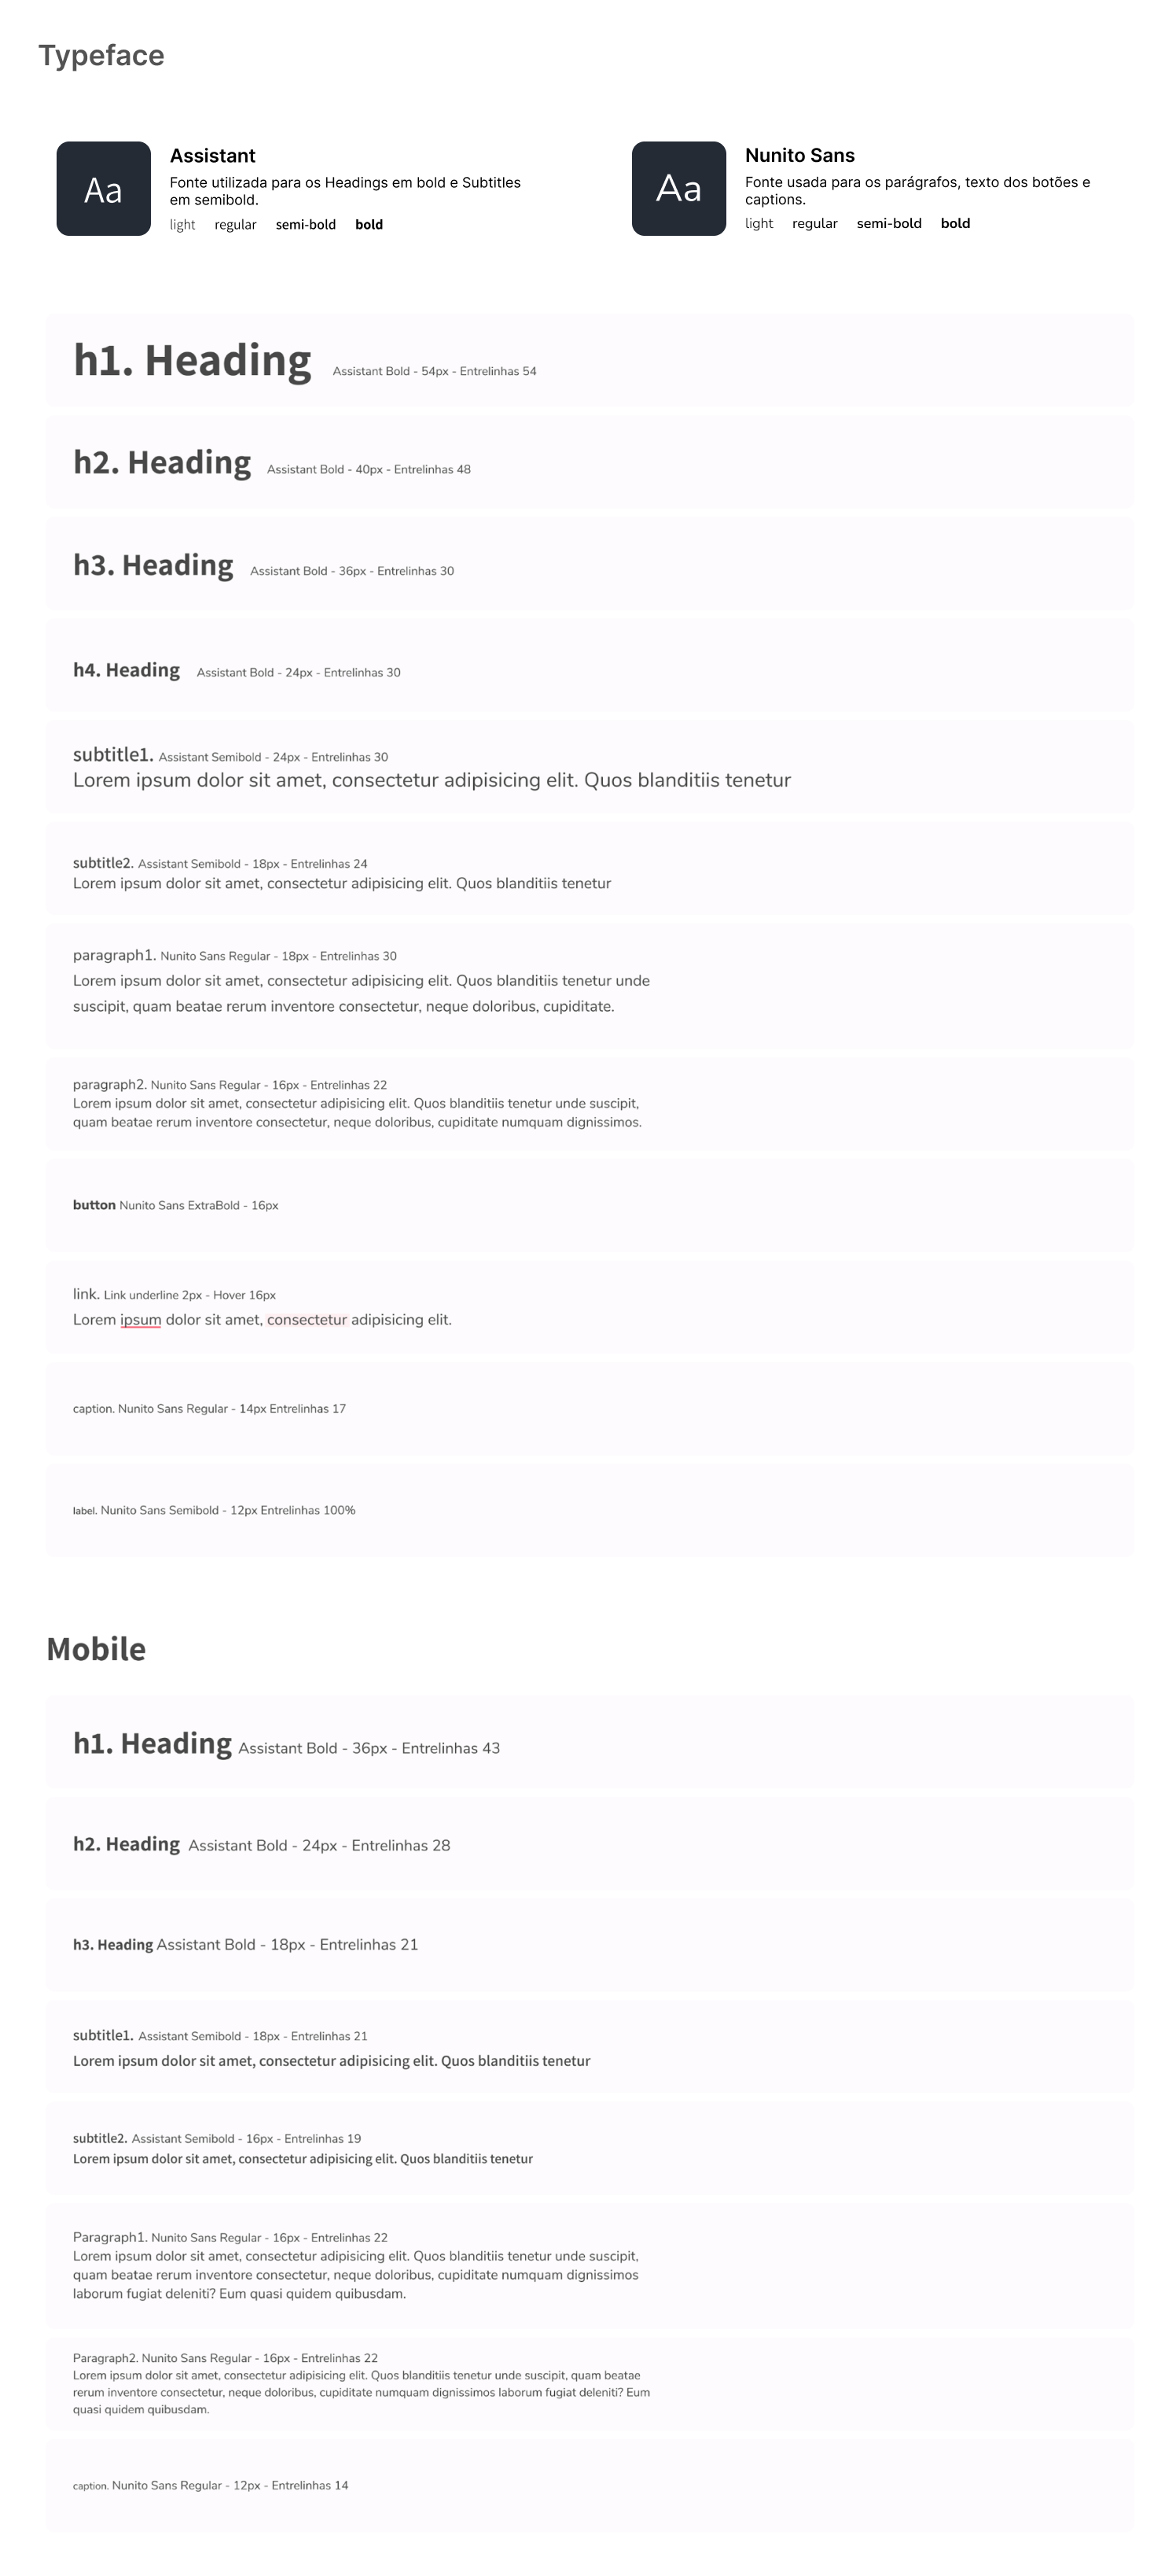 Typeface
Aa
Assistant
Fonte utilizada para os Headings em bold e Subtitles
em semibold.
light regular semi-bold bold
Aa
Nunito Sans
Fonte usada para os parágrafos, texto dos botões e
captions.
light regular semi-bold bold
h1. Heading Assistant Bold - 54px - Entrelinhas 54
h2. Heading Assistant Bold - 40px - Entrelinhas 48
h3. Heading Assistant Bold - 36px - Entrelinhas 30
h4. Heading Assistant Bold - 24px - Entrelinhas 30
subtitle1. Assistant Semibold - 24px - Entrelinhas 30
Lorem ipsum dolor sit amet, consectetur adipisicing elit. Quos blanditiis tenetur
subtitle2. Assistant Semibold - 18px - Entrelinhas 24
Lorem ipsum dolor sit amet, consectetur adipisicing elit. Quos blanditiis tenetur
paragraph1. Nunito Sans Regular - 18px - Entrelinhas 30
Lorem ipsum dolor sit amet, consectetur adipisicing elit. Quos blanditiis tenetur unde
suscipit, quam beatae rerum inventore consectetur, neque doloribus, cupiditate.
paragraph2. Nunito Sans Regular - 16px - Entrelinhas 22
Lorem ipsum dolor sit amet, consectetur adipisicing elit. Quos blanditiis tenetur unde suscipit,
quam beatae rerum inventore consectetur, neque doloribus, cupiditate numquam dignissimos.
button Nunito Sans ExtraBold - 16px
link. Link underline 2px - Hover 16px
Lorem ipsum dolor sit amet, consectetur adipisicing elit.
caption. Nunito Sans Regular - 14px Entrelinhas 17
label. Nunito Sans Semibold - 12px Entrelinhas 100%
Mobile
h1. Heading Assistant Bold - 36px - Entrelinhas 43
h2. Heading Assistant Bold - 24px - Entrelinhas 28
h3. Heading Assistant Bold - 18px - Entrelinhas 21
subtitle1. Assistant Semibold - 18px - Entrelinhas 21
Lorem ipsum dolor sit amet, consectetur adipisicing elit. Quos blanditiis tenetur
subtitle2. Assistant Semibold - 16px - Entrelinhas 19
Lorem ipsum dolor sit amet, consectetur adipisicing elit. Quos blanditiis tenetur
Paragraph1. Nunito Sans Regular - 16px - Entrelinhas 22
Lorem ipsum dolor sit amet, consectetur adipisicing elit. Quos blanditiis tenetur unde suscipit,
quam beatae rerum inventore consectetur, neque doloribus, cupiditate numquam dignissimos
laborum fugiat deleniti? Eum quasi quidem quibusdam.
Paragraph2. Nunito Sans Regular - 16px - Entrelinhas 22
Lorem ipsum dolor sit amet, consectetur adipisicing elit. Quos blanditiis tenetur unde suscipit, quam beatae
rerum inventore consectetur, neque doloribus, cupiditate numquam dignissimos laborum fugiat deleniti? Eum
quasi quidem quibusdam.
caption. Nunito Sans Regular - 12px - Entrelinhas 14